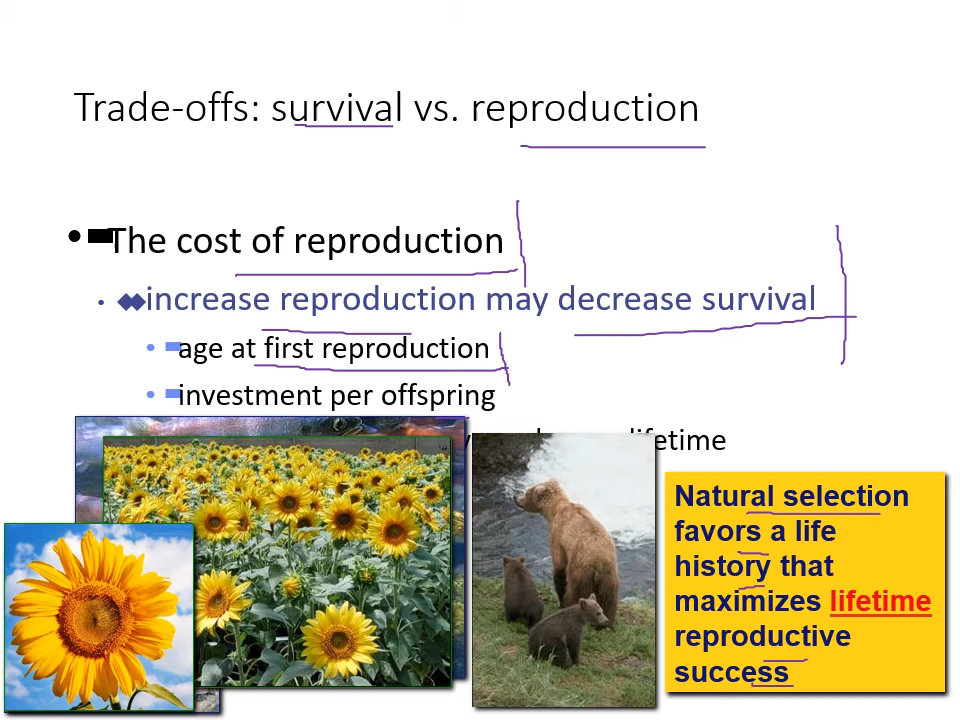 Trade-offs: survival vs. reproduction
The cost of reproduction
increase reproduction may decrease survival
age at first reproduction
investment per offspring
lifetime
Natural selection
favors a life
history that
maximizes lifetime
reproductive
success